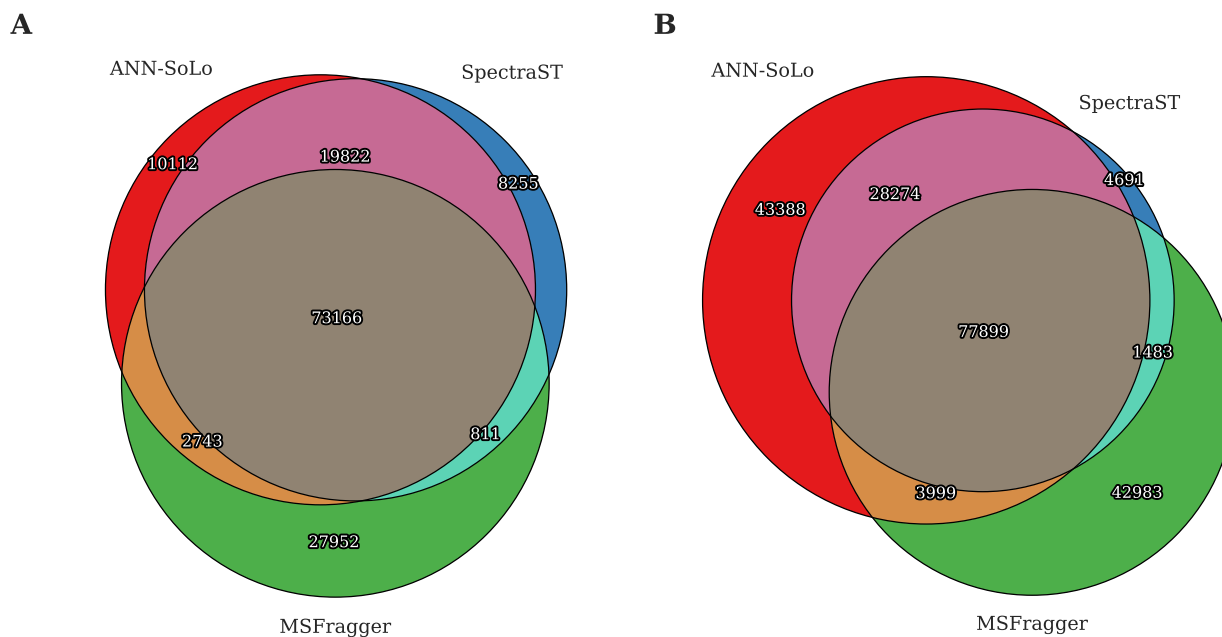 A
ANN-SoLo
SpectraST
10112
19822
8255
73166
2743
811
27952
MSFragger
B
ANN-SoLo
SpectraST
43388
28274
4691
77899
1483
3999
42983
MSFragger